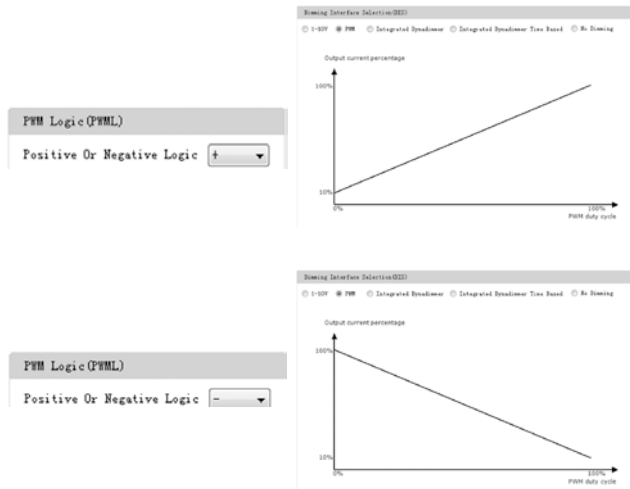 Dimming Interface Selection(DIS)
1-10V PWM Integrated Dynadimmer Integrated Dynadimmer Time Based No Dimming
Output current percentage
100%
10%
0% 100%
PWM duty cycle
PWM Logic(PWML)
Positive Or Negative Logic +
Dimming Interface Selection(DIS)
1-10V PWM Integrated Dynadimmer Integrated Dynadimmer Time Based No Dimming
Output current percentage
100%
10%
0% 100%
PWM duty cycle
PWM Logic(PWML)
Positive Or Negative Logic -